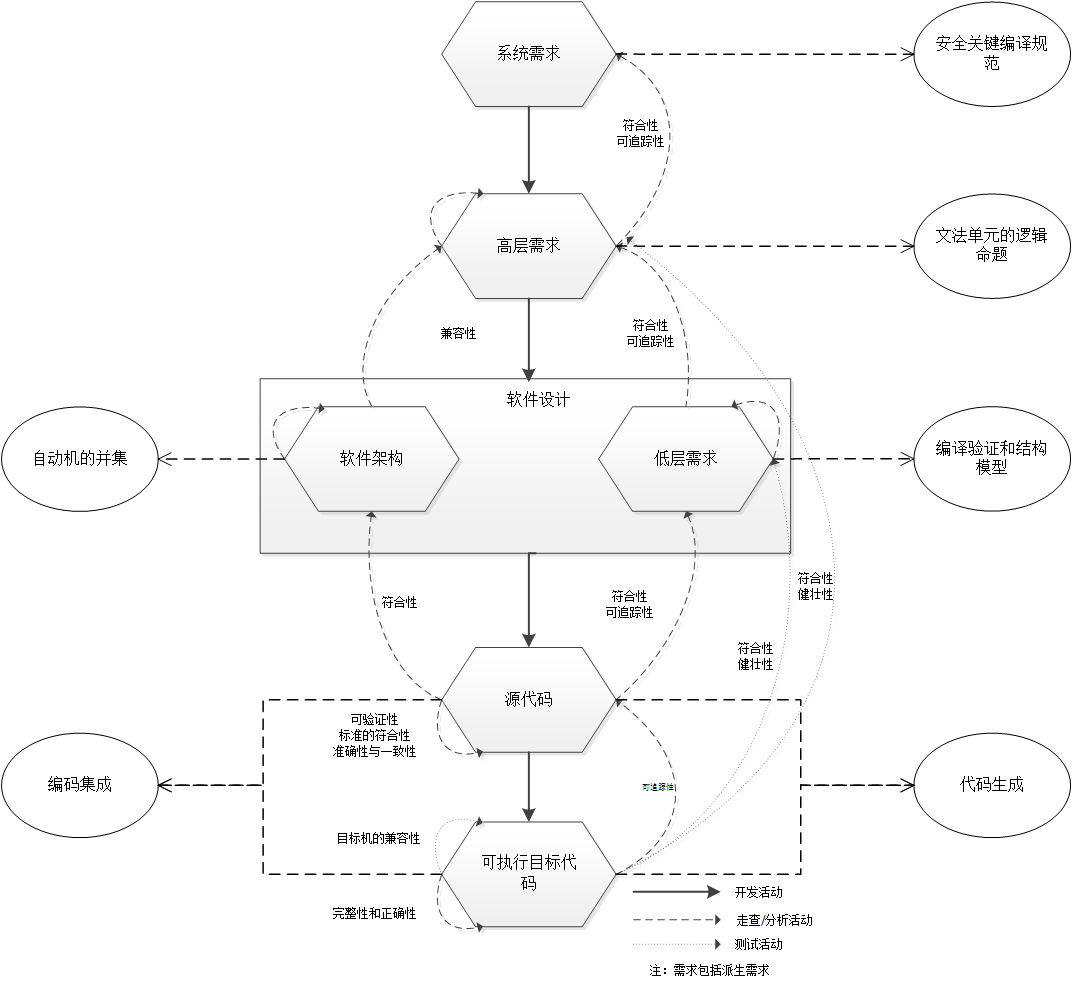 系统需求
安全关键编译规
范
符合性
可追踪性
高层需求
文法单元的逻辑
命题
兼容性
符合性
可追踪性
软件设计
自动机的并集
软件架构
低层需求
编译验证和结构
模型
符合性
符合性
可追踪性
符合性
健壮性
符合性
健壮性
源代码
可验证性
标准的符合性
准确性与一致性
编码集成
可追踪性
代码生成
目标机的兼容性
可执行目标代
码
完整性和正确性
开发活动
走查/分析活动
测试活动
注：需求包括派生需求